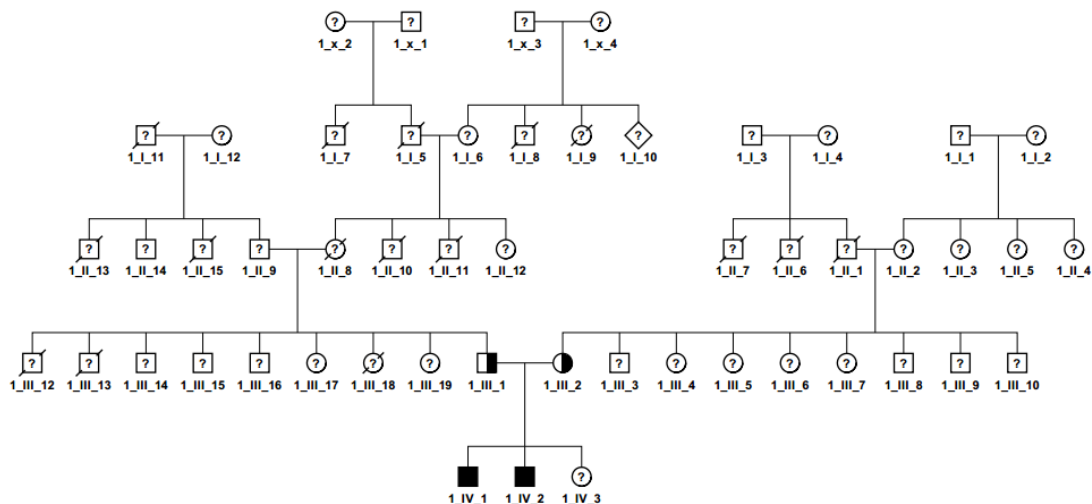 ? ? ? ?
1_x_2 1_x_1 1_x_3 1_x_4
? ? ? ? ? ? ? ? ? ? ? ? ?
1_I_11 1_I_12 1_I_7 1_I_5 1_I_6 1_I_8 1_I_9 1_I_10 1_I_3 1_I_4 1_I_1 1_I_2
? ? ? ? ? ? ? ? ? ? ? ? ? ? ?
1_II_13 1_II_14 1_II_15 1_II_9 1_II_8 1_II_10 1_II_11 1_II_12 1_II_7 1_II_6 1_II_1 1_II_2 1_II_3 1_II_5 1_II_4
? ? ? ? ? ? ? ? ? ? ? ? ? ? ? ?
1_III_12 1_III_13 1_III_14 1_III_15 1_III_16 1_III_17 1_III_18 1_III_19 1_III_1 1_III_2 1_III_3 1_III_4 1_III_5 1_III_6 1_III_7 1_III_8 1_III_9 1_III_10
?
1_IV_1 1_IV_2 1_IV_3